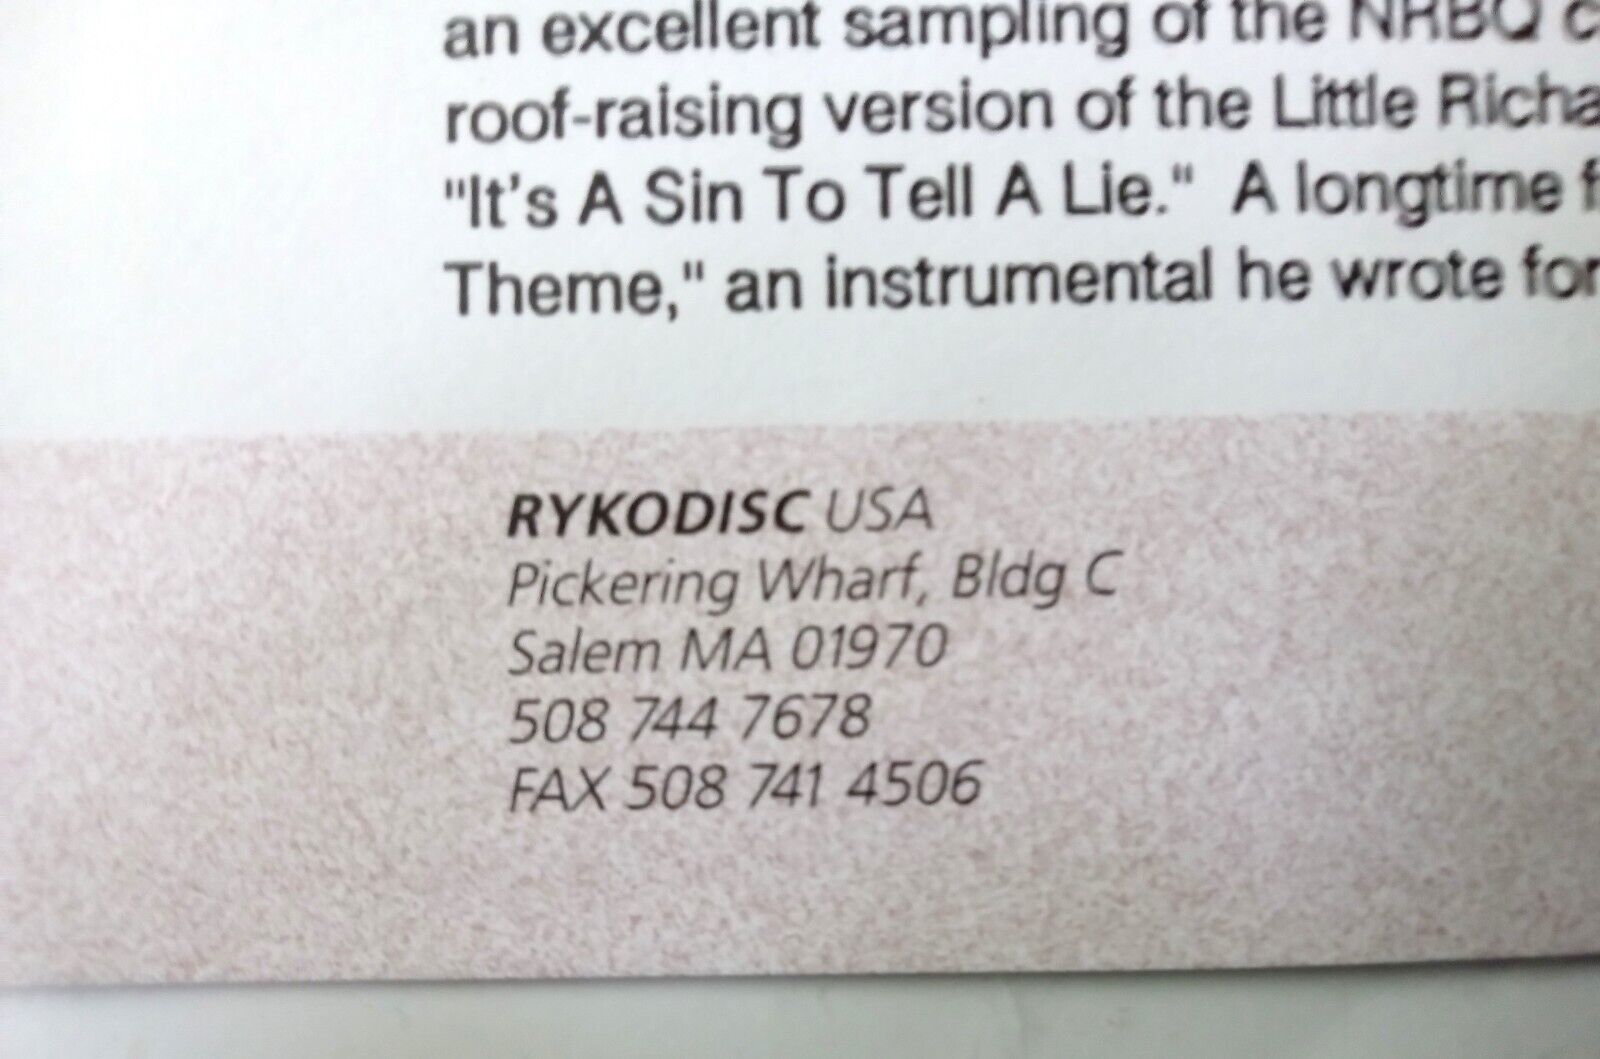 an excellent sampling of the NRBQ
roof-raising version of the Little
"It's A Sin To Tell A Lie."  A longtime
Theme," an instrumental he wrote for
RYKODISC USA
Pickering Wharf, Bldg C
Salem MA 01970
508 744 7678
FAX 508 741 4506